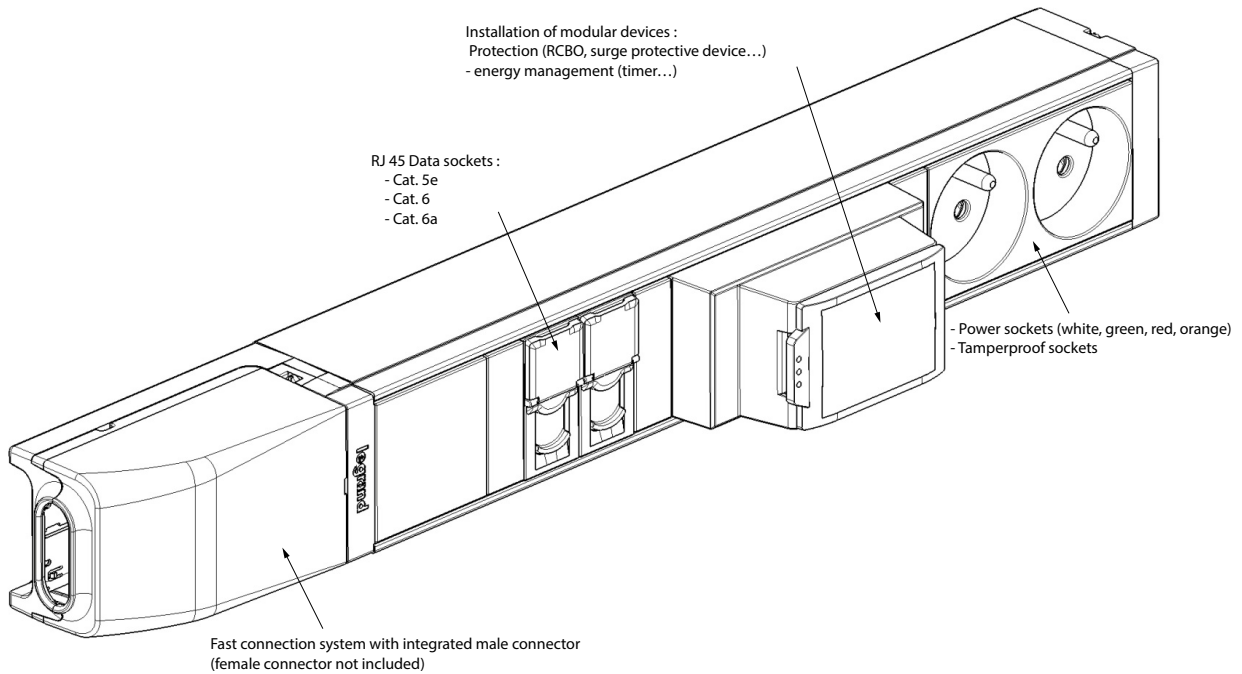 Installation of modular devices :
Protection (RCBO, surge protective device…)
- energy management (timer…)
RJ 45 Data sockets :
- Cat. 5e
- Cat. 6
- Cat. 6a
- Power sockets (white, green, red, orange)
- Tamperproof sockets
legrand
Fast connection system with integrated male connector
(female connector not included)